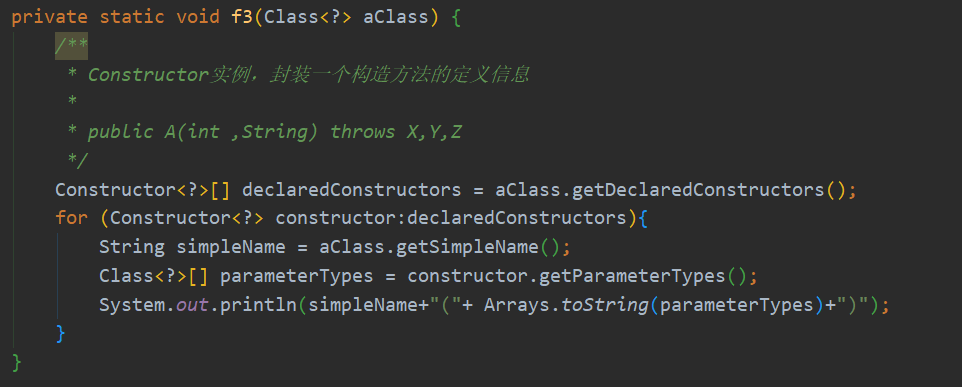 private static void f3(Class<?> aClass) {
/**
* Constructor实例，封装一个构造方法的定义信息
*
* public A(int ,String) throws X,Y,Z
*/
Constructor<?>[] declaredConstructors = aClass.getDeclaredConstructors();
for (Constructor<?> constructor:declaredConstructors){
String simpleName = aClass.getSimpleName();
Class<?>[] parameterTypes = constructor.getParameterTypes();
System.out.println(simpleName+"("+ Arrays.toString(parameterTypes)+")");
}
}